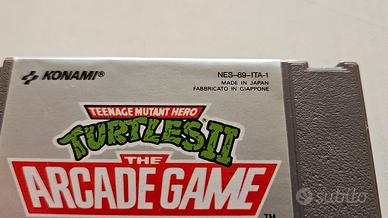 KONAMI®
NES-89-ITA-1
MADE IN JAPAN
FABBRICATO IN GIAPPONE
TEENAGE MUTANT HERO
TURTLES II
THE
ARCADE GAME
TM
subito